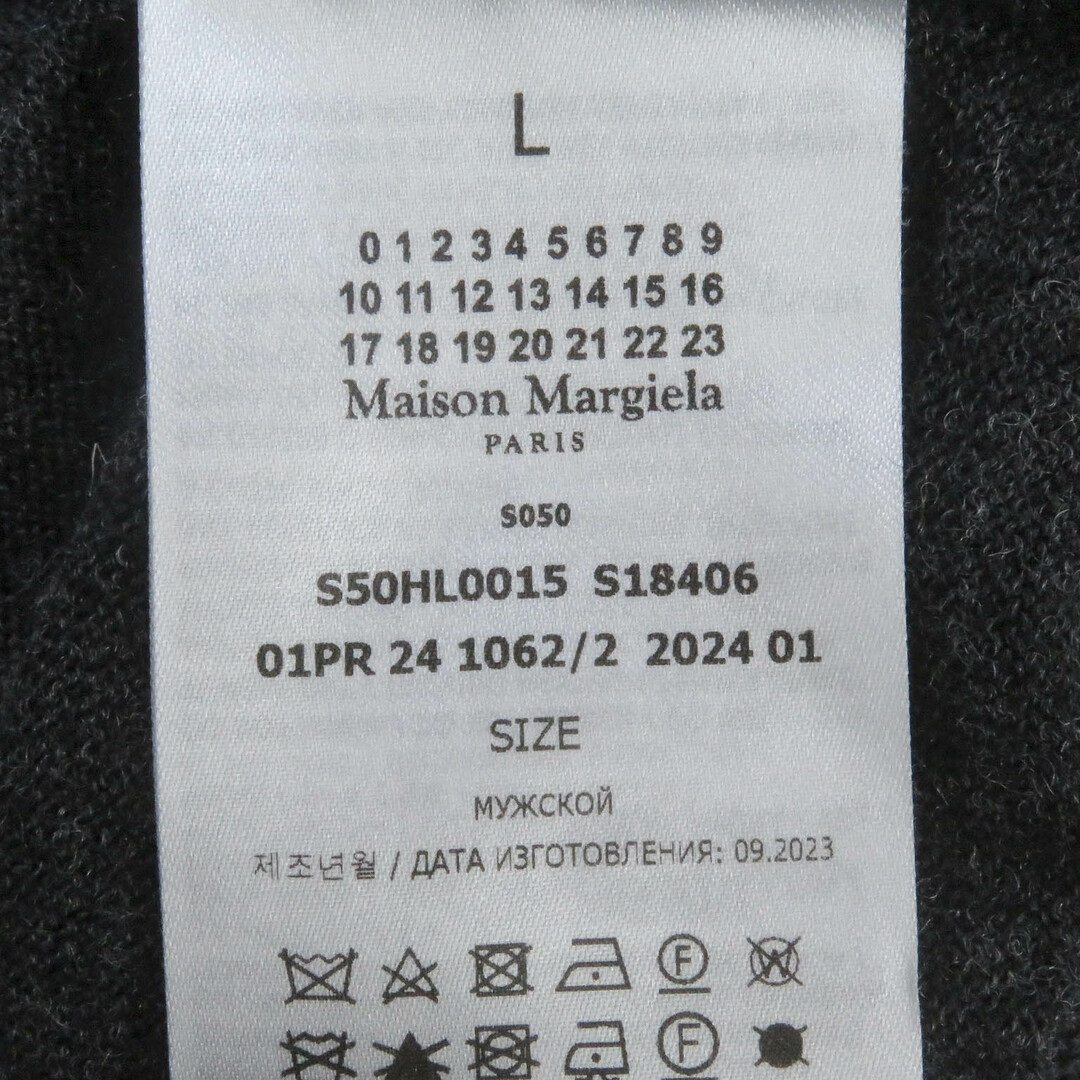 L
0 1 2 3 4 5 6 7 8 9
10 11 12 13 14 15 16
17 18 19 20 21 22 23
Maison Margiela
PARIS
S050
S50HL0015 S18406
01PR 24 1062/2 2024 01
SIZE
МУЖСКОЙ
제조년월 / ДАТА ИЗГОТОВЛЕНИЯ: 09.2023
F W
F